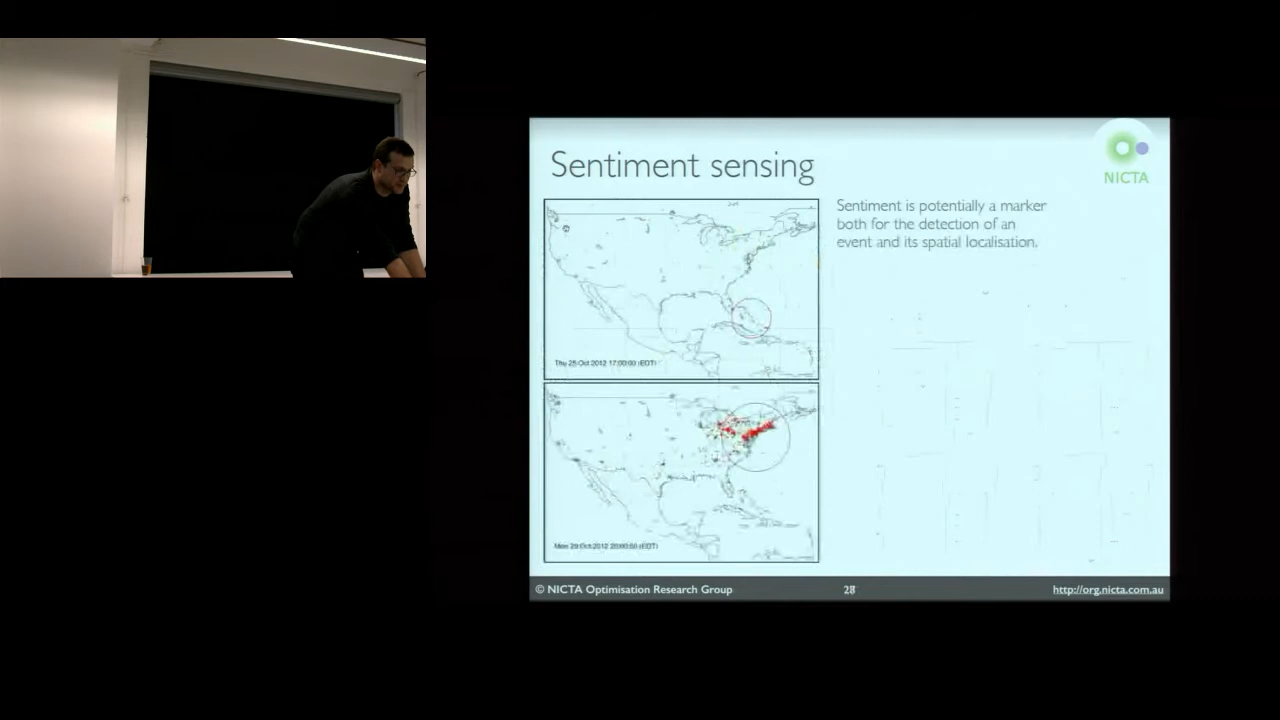 Sentiment sensing
NICTA
Sentiment is potentially a marker
both for the detection of an
event and its spatial localisation.
Thu 25 Oct 2012 17:00:00 (EDT)
Mon 29 Oct 2012 20:00:00 (EDT)
© NICTA Optimisation Research Group
28
http://org.nicta.com.au